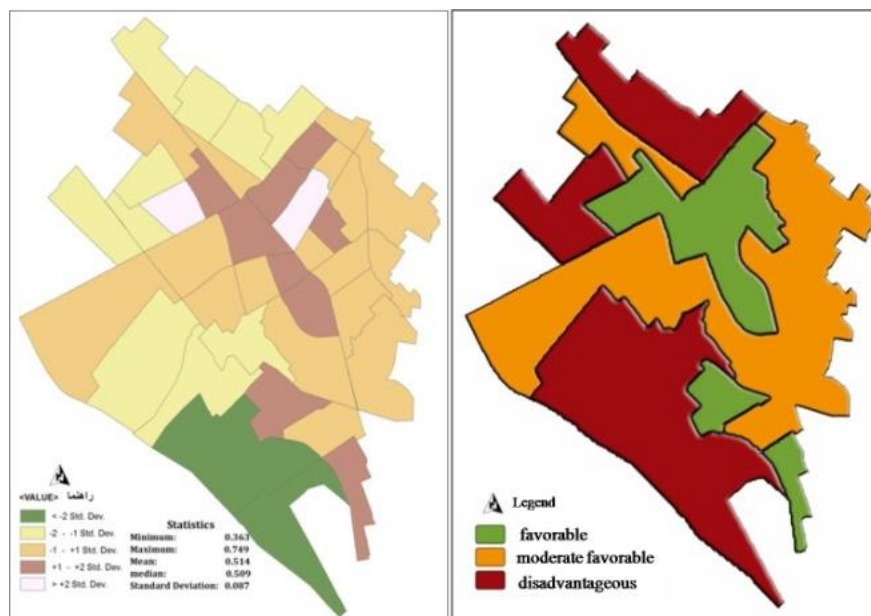 <VALUE> راهنما
< -2 Std. Dev.
-2 - -1 Std. Dev.
-1 - +1 Std. Dev.
+1 - +2 Std. Dev.
> +2 Std. Dev.
Statistics
Minimum: 0.363
Maximum: 0.749
Mean: 0.514
median: 0.509
Standard Deviation: 0.087
Legend
favorable
moderate favorable
disadvantageous